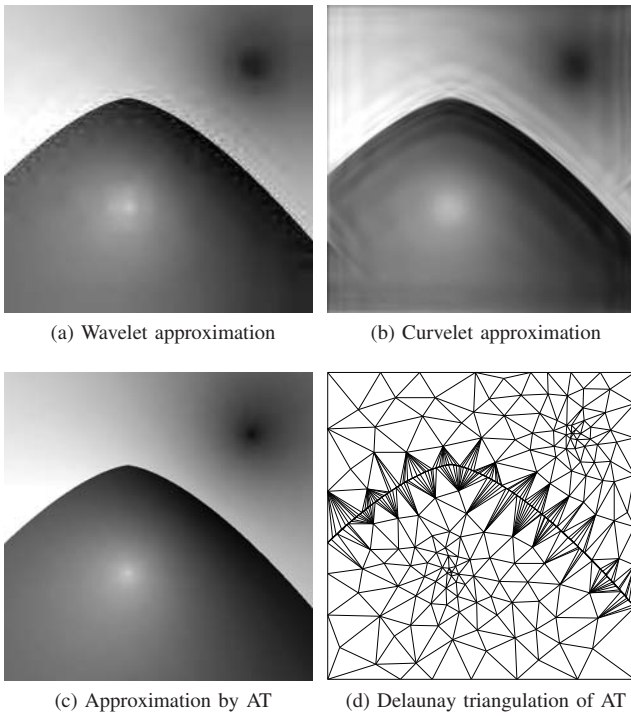 (a) Wavelet approximation
(b) Curvelet approximation
(c) Approximation by AT
(d) Delaunay triangulation of AT